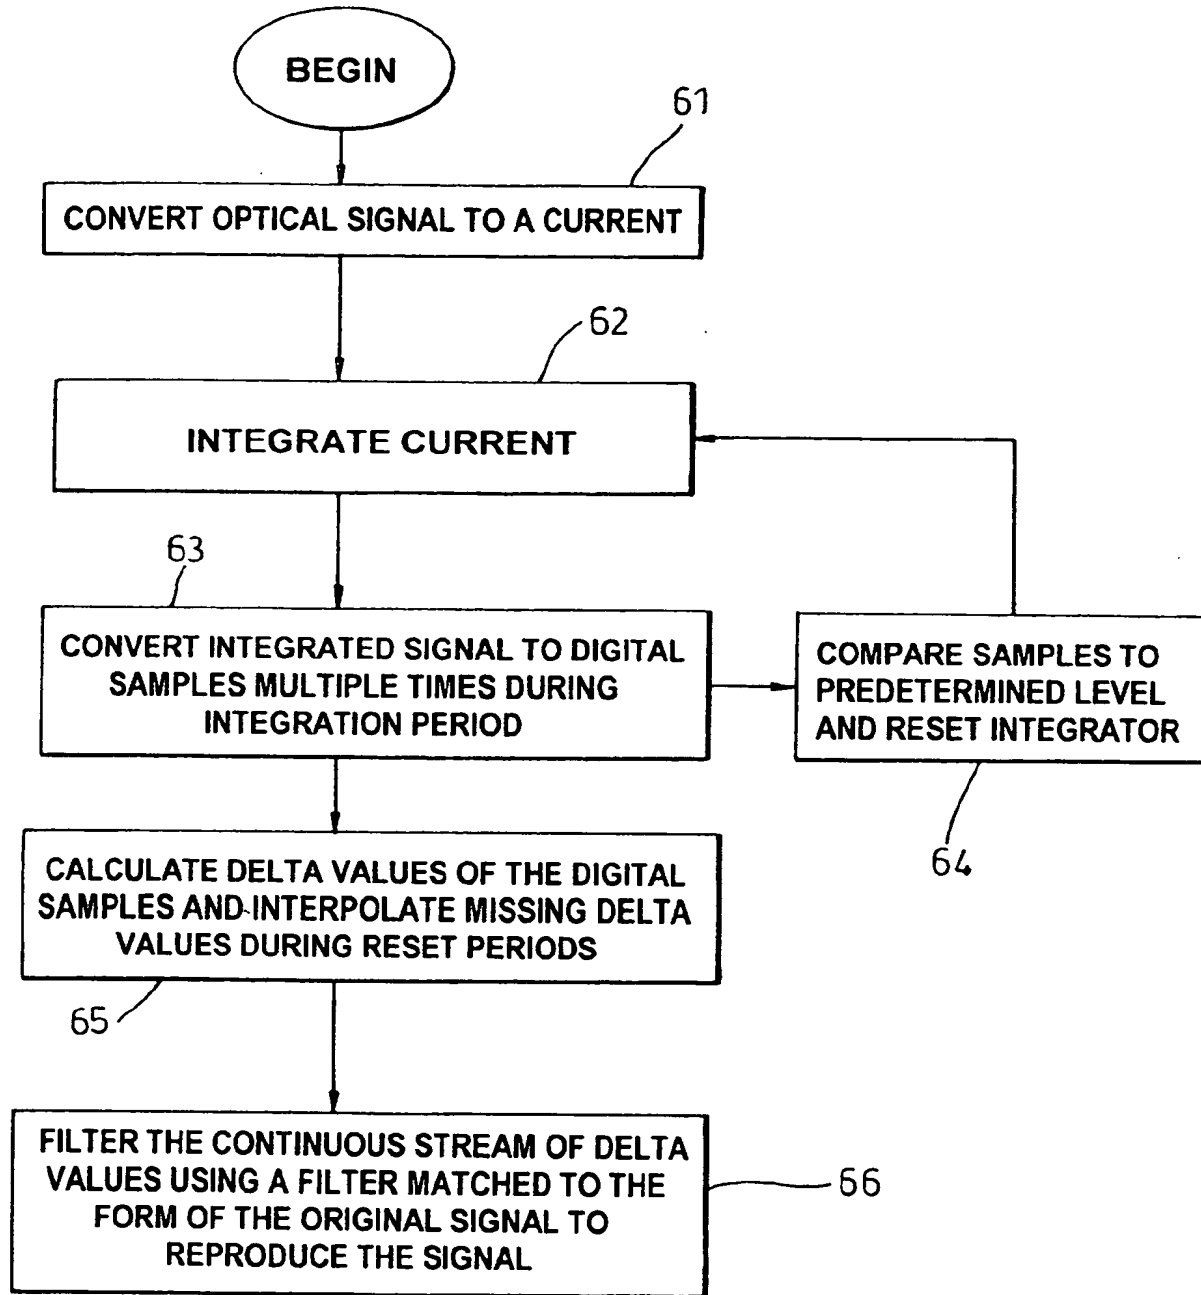 BEGIN
61
CONVERT OPTICAL SIGNAL TO A CURRENT
62
INTEGRATE CURRENT
63
CONVERT INTEGRATED SIGNAL TO DIGITAL
SAMPLES MULTIPLE TIMES DURING
INTEGRATION PERIOD
COMPARE SAMPLES TO
PREDETERMINED LEVEL
AND RESET INTEGRATOR
64
CALCULATE DELTA VALUES OF THE DIGITAL
SAMPLES AND INTERPOLATE MISSING DELTA
VALUES DURING RESET PERIODS
65
FILTER THE CONTINUOUS STREAM OF DELTA
VALUES USING A FILTER MATCHED TO THE
FORM OF THE ORIGINAL SIGNAL TO
REPRODUCE THE SIGNAL
66